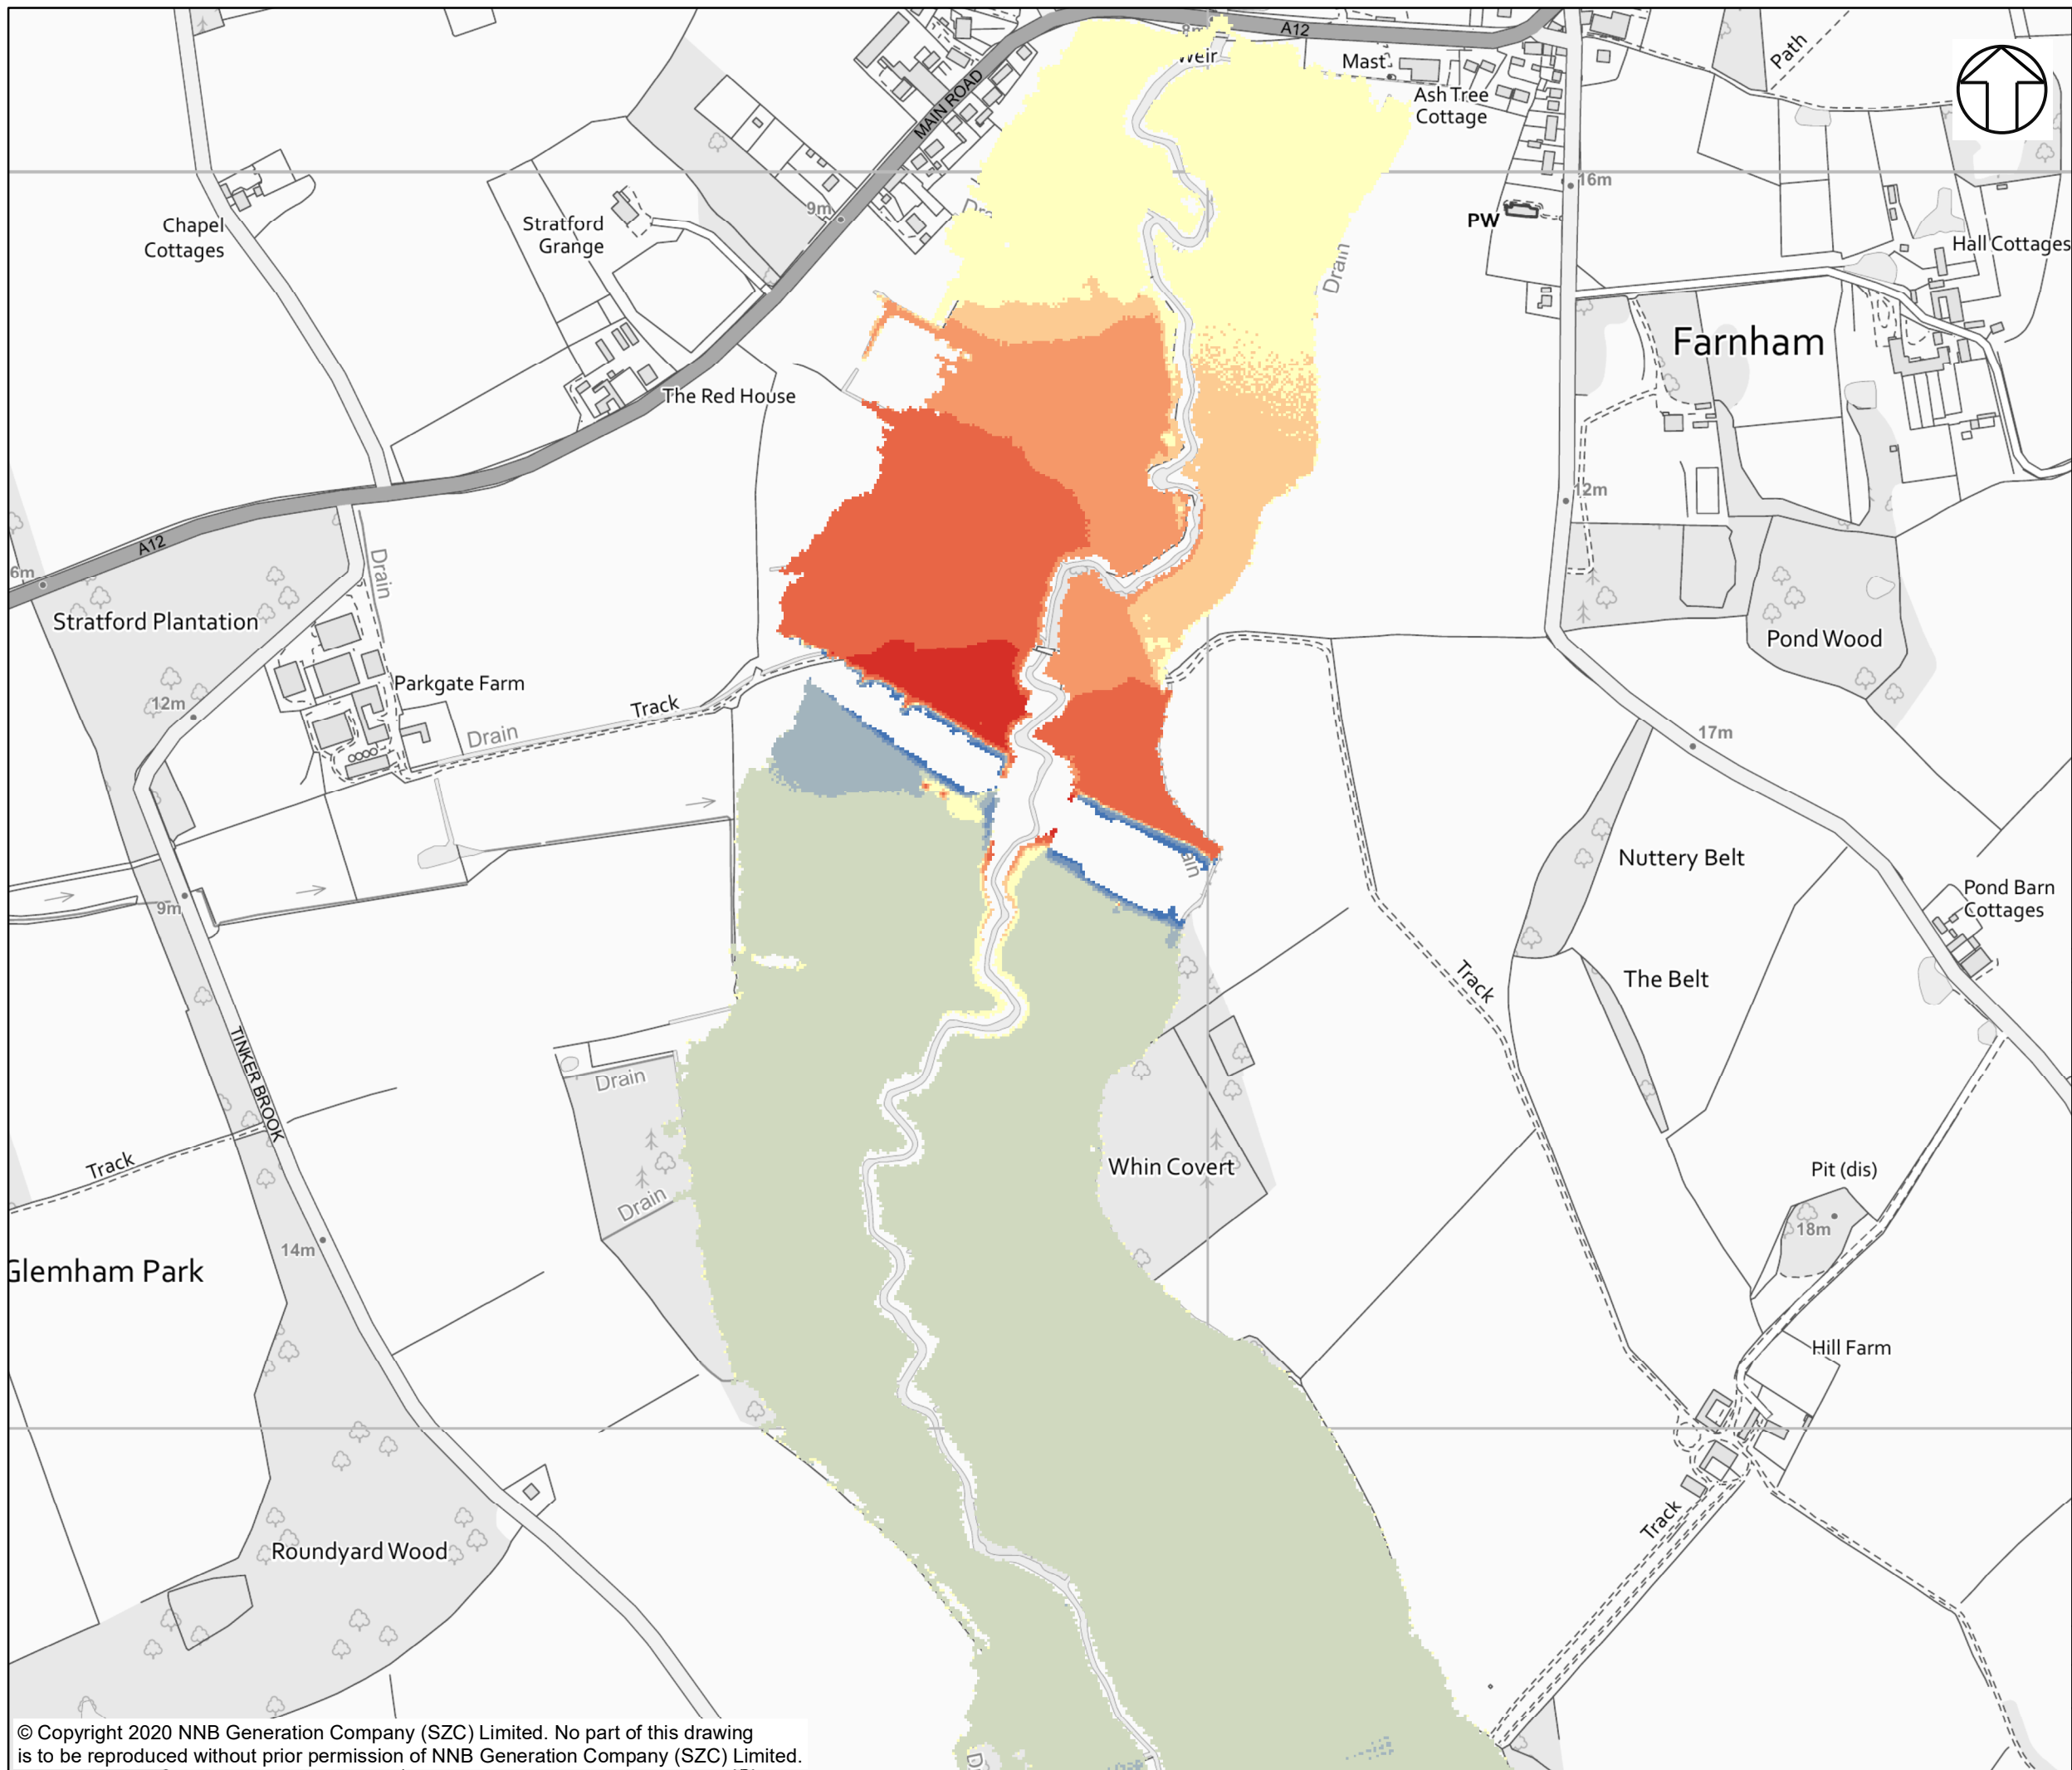 A12
Weir
Mast
Path
Ash Tree
Cottage
MAIN ROAD
16m
9m
PW
Chapel
Cottages
Stratford
Grange
Drain
Hall Cottages
Farnham
The Red House
12m
A12
6m
Drain
Stratford Plantation
Pond Wood
Parkgate Farm
12m
Track
Drain
17m
Nuttery Belt
9m
Pond Barn
Cottages
Track
The Belt
TINKER BROOK
Drain
Track
Whin Covert
Pit (dis)
Drain
18m
14m
Glemham Park
Hill Farm
Track
Roundyard Wood
© Copyright 2020 NNB Generation Company (SZC) Limited. No part of this drawing
is to be reproduced without prior permission of NNB Generation Company (SZC) Limited.